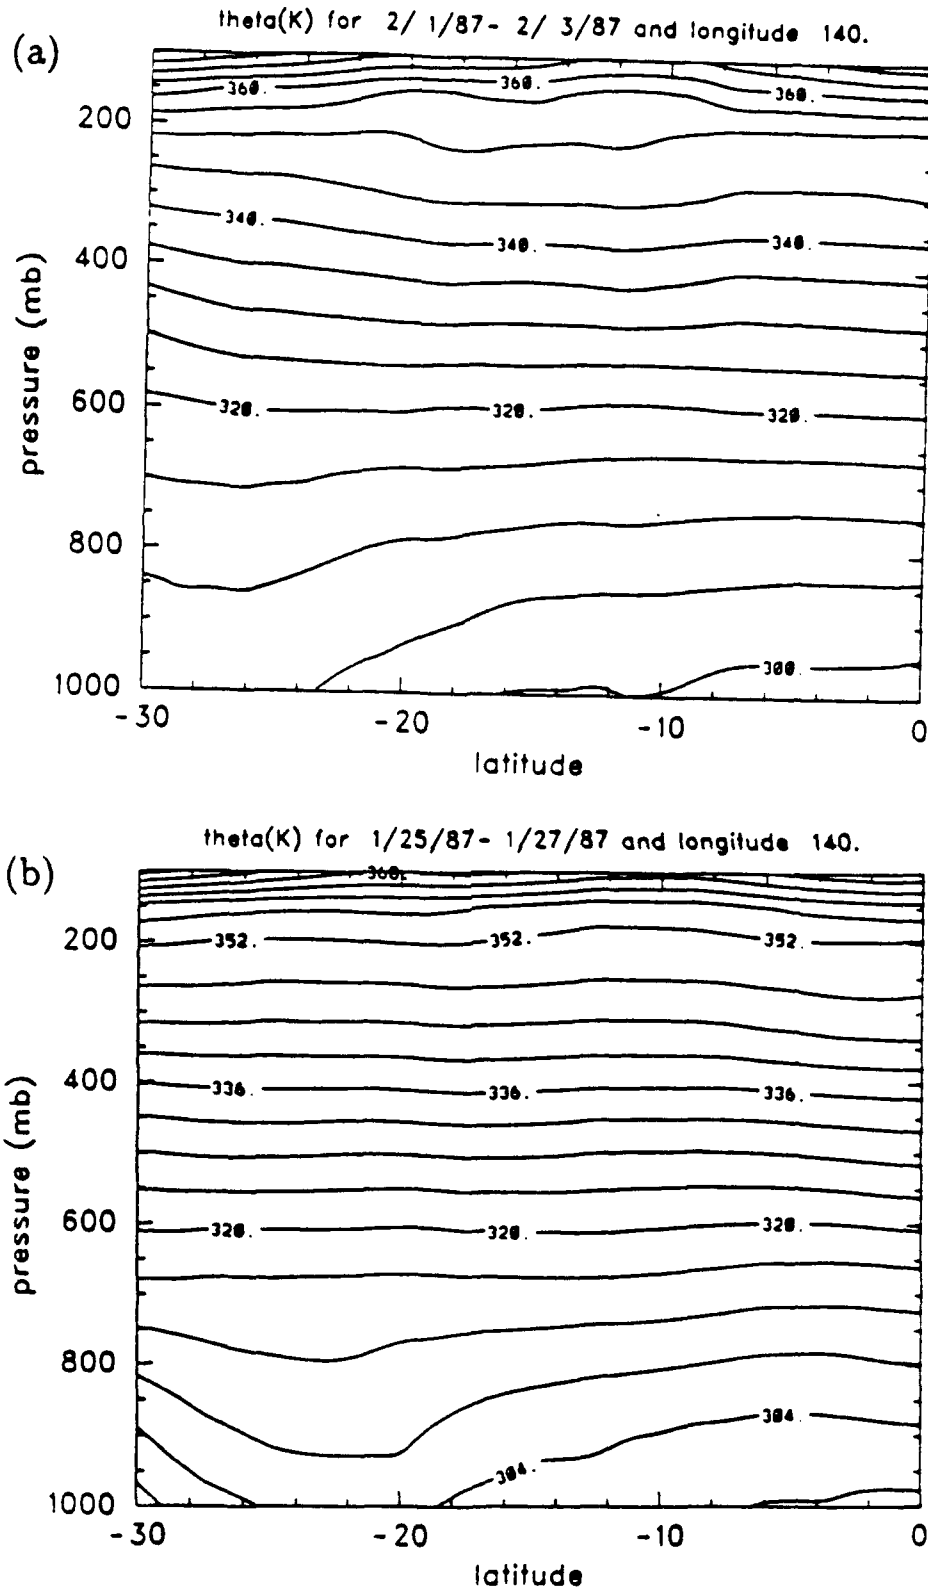 theta(K) for 2/ 1/87- 2/ 3/87 and longitude 140.
(a)
360. 360. 360.
200
340. 340. 340.
400
pressure (mb)
320. 320. 320.
600
800
300.
1000
-30 -20 -10 0
latitude
theta(K) for 1/25/87- 1/27/87 and longitude 140.
(b)
360.
352. 352. 352.
200
336. 336. 336.
400
pressure (mb)
320. 320. 320.
600
800
304. 304.
1000
-30 -20 -10 0
latitude